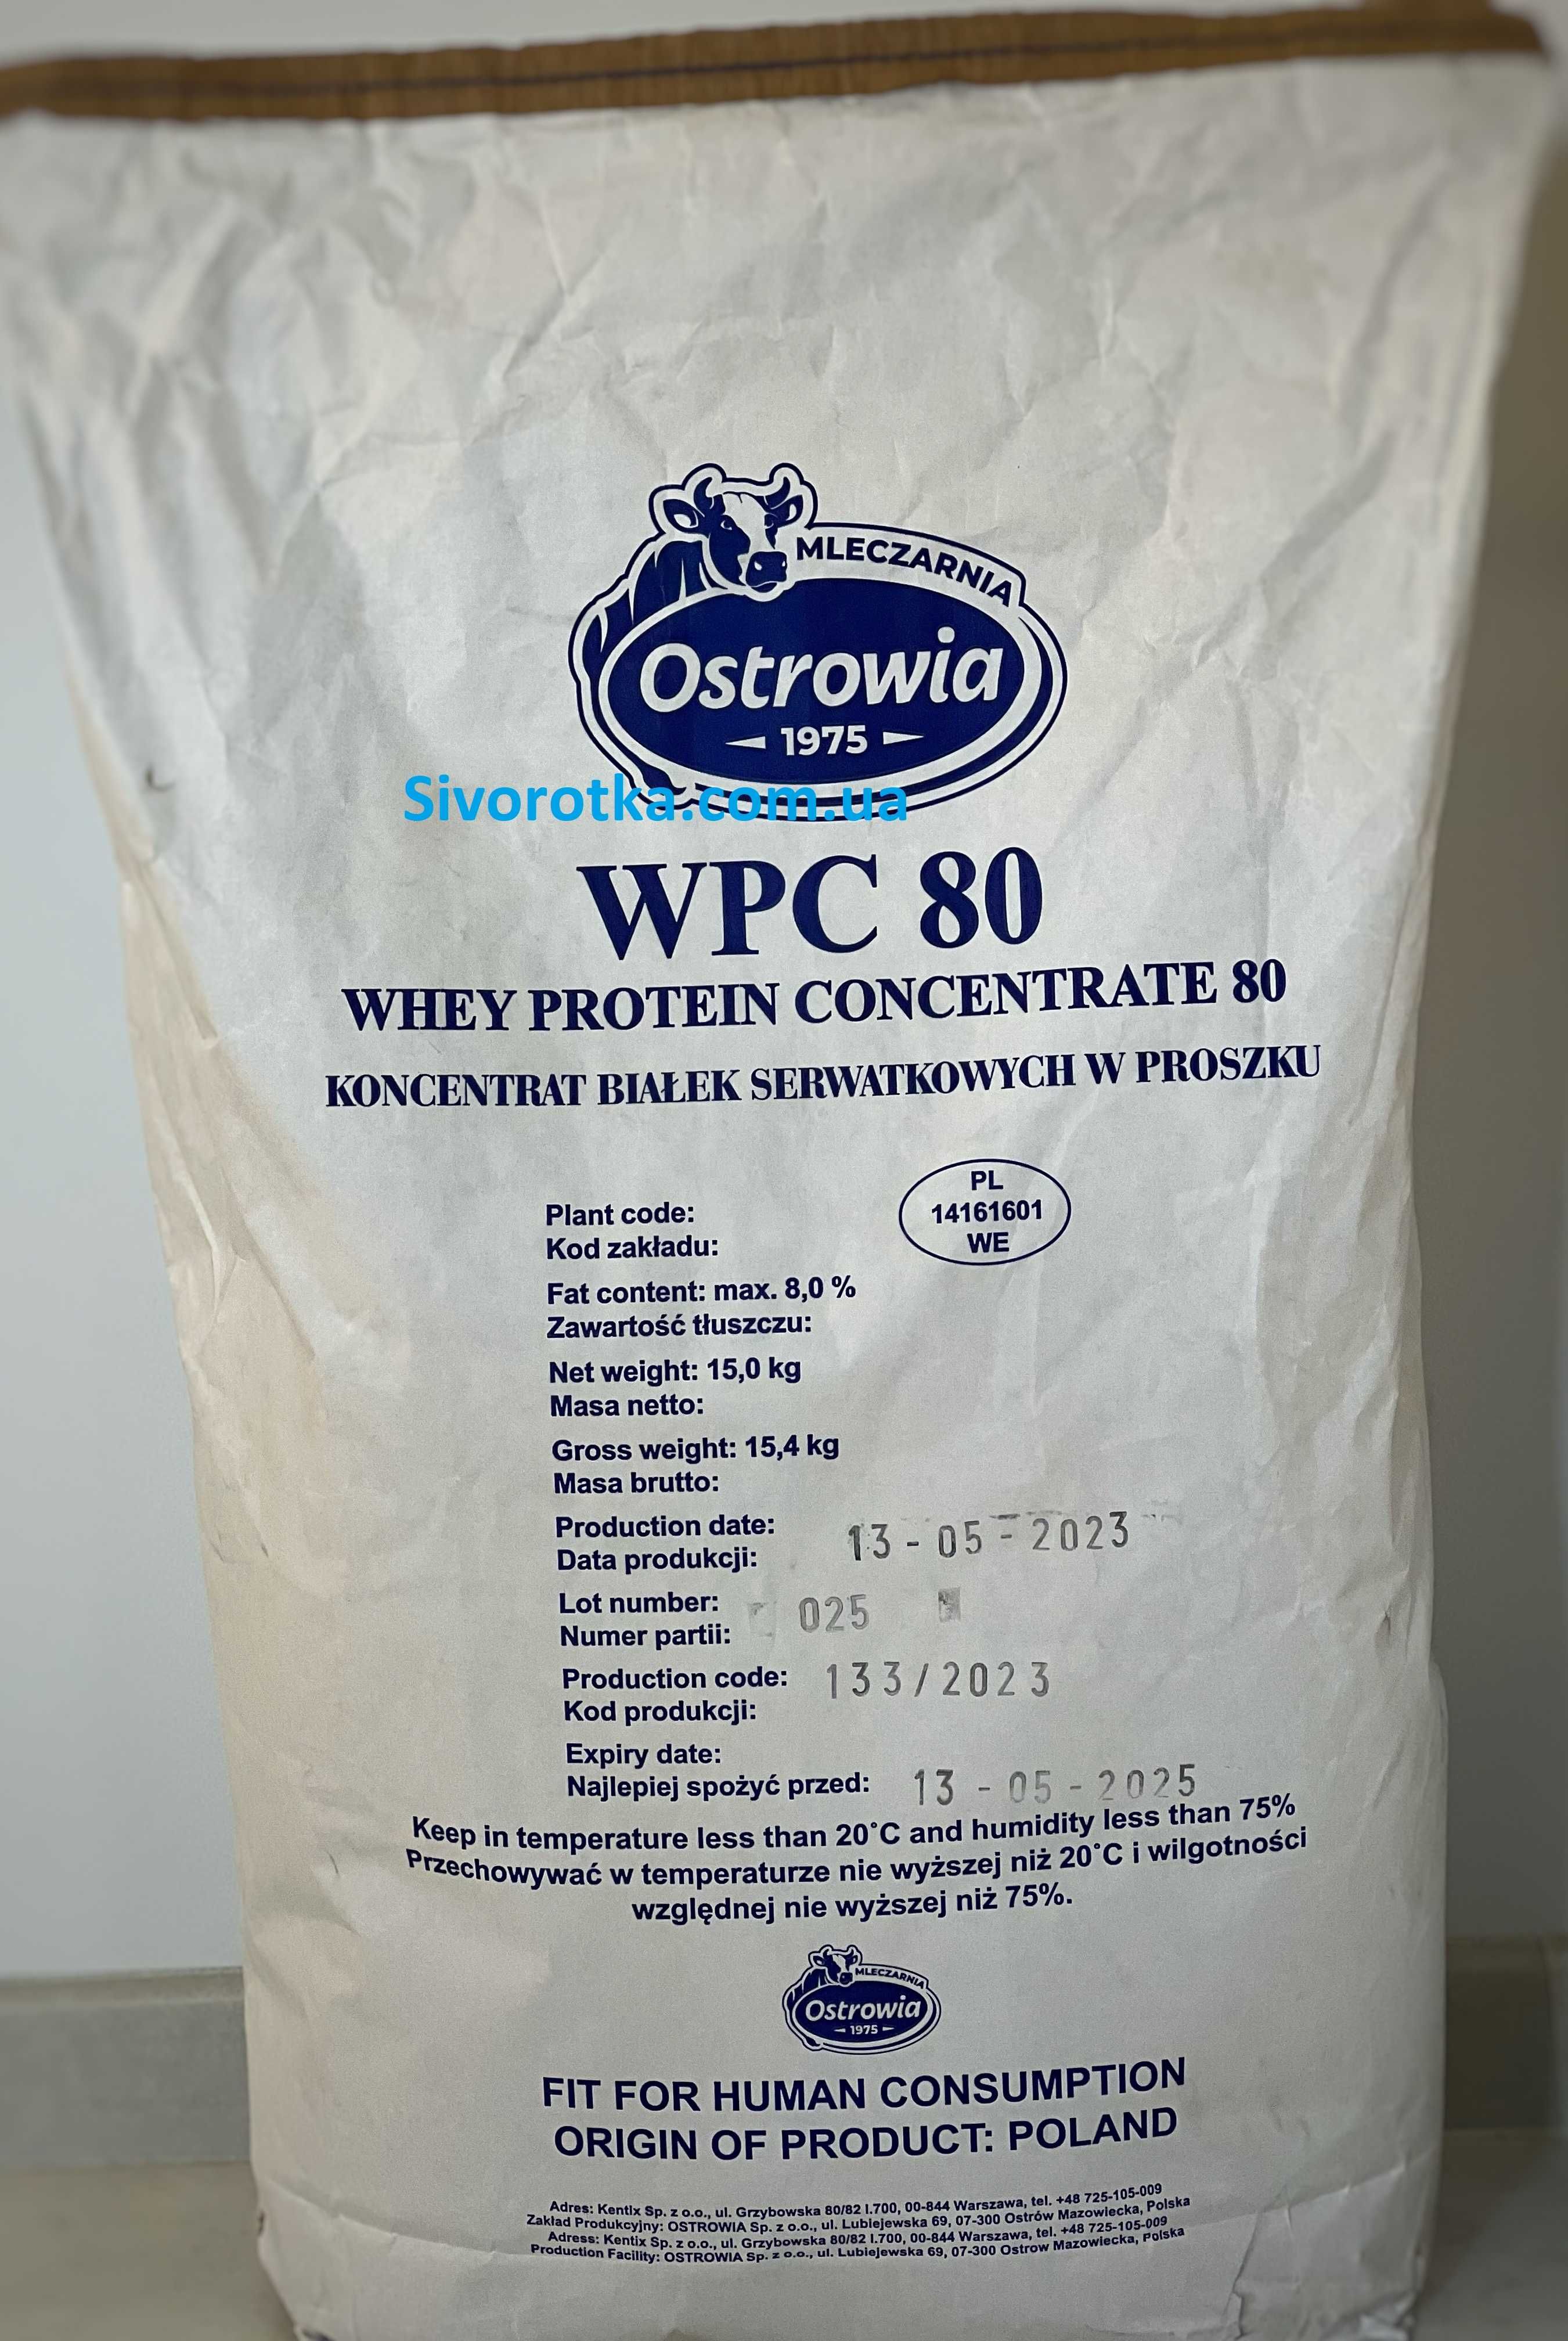 MLECZARNIA
Ostrowia
1975
Sivorotka.com.ua
WPC 80
WHEY PROTEIN CONCENTRATE 80
KONCENTRAT BIAŁEK SERWATKOWYCH W PROSZKU
Plant code:
Kod zakładu:
PL
14161601
WE
Fat content: max. 8,0 %
Zawartość tłuszczu:
Net weight: 15,0 kg
Masa netto:
Gross weight: 15,4 kg
Masa brutto:
Production date:
Data produkcji:
13-05-2023
Lot number:
Numer partii:
025
Production code:
Kod produkcji:
133/2023
Expiry date:
Najlepiej spożyć przed:
13-05-2025
Keep in temperature less than 20°C and humidity less than 75%
Przechowywać w temperaturze nie wyższej niż 20°C i wilgotności
względnej nie wyższej niż 75%.
MLECZARNIA
Ostrowia
1975
FIT FOR HUMAN CONSUMPTION
ORIGIN OF PRODUCT: POLAND
Adres: Kentix Sp. z o.o., ul. Grzybowska 80/82 l.700, 00-844 Warszawa, tel. +48 725-105-009
Zakład Produkcyjny: OSTROWIA Sp. z o.o., ul. Lubiejewska 69, 07-300 Ostrów Mazowiecka, Polska
Adress: Kentix Sp. z o.o., ul. Grzybowska 80/82 l.700, 00-844 Warszawa, tel. +48 725-105-009
Production Facility: OSTROWIA Sp. z o.o., ul. Lubiejewska 69, 07-300 Ostrow Mazowiecka, Polska